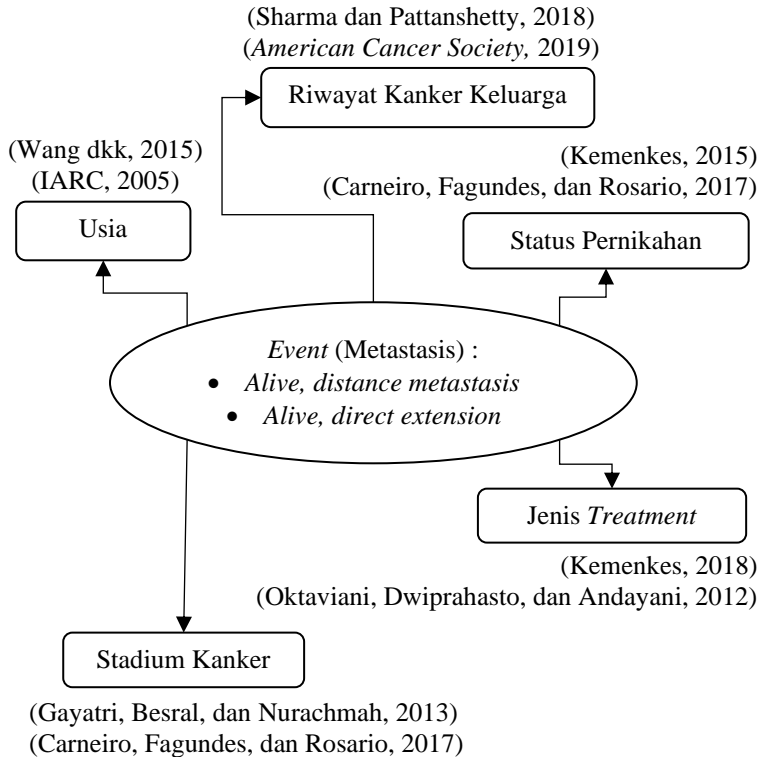 (Sharma dan Pattanshetty, 2018)
(American Cancer Society, 2019)
Riwayat Kanker Keluarga
(Wang dkk, 2015)
(IARC, 2005)
Usia
(Kemenkes, 2015)
(Carneiro, Fagundes, dan Rosario, 2017)
Status Pernikahan
Event (Metastasis) :
• Alive, distance metastasis
• Alive, direct extension
Jenis Treatment
(Kemenkes, 2018)
(Oktaviani, Dwiprahasto, dan Andayani, 2012)
Stadium Kanker
(Gayatri, Besral, dan Nurachmah, 2013)
(Carneiro, Fagundes, dan Rosario, 2017)